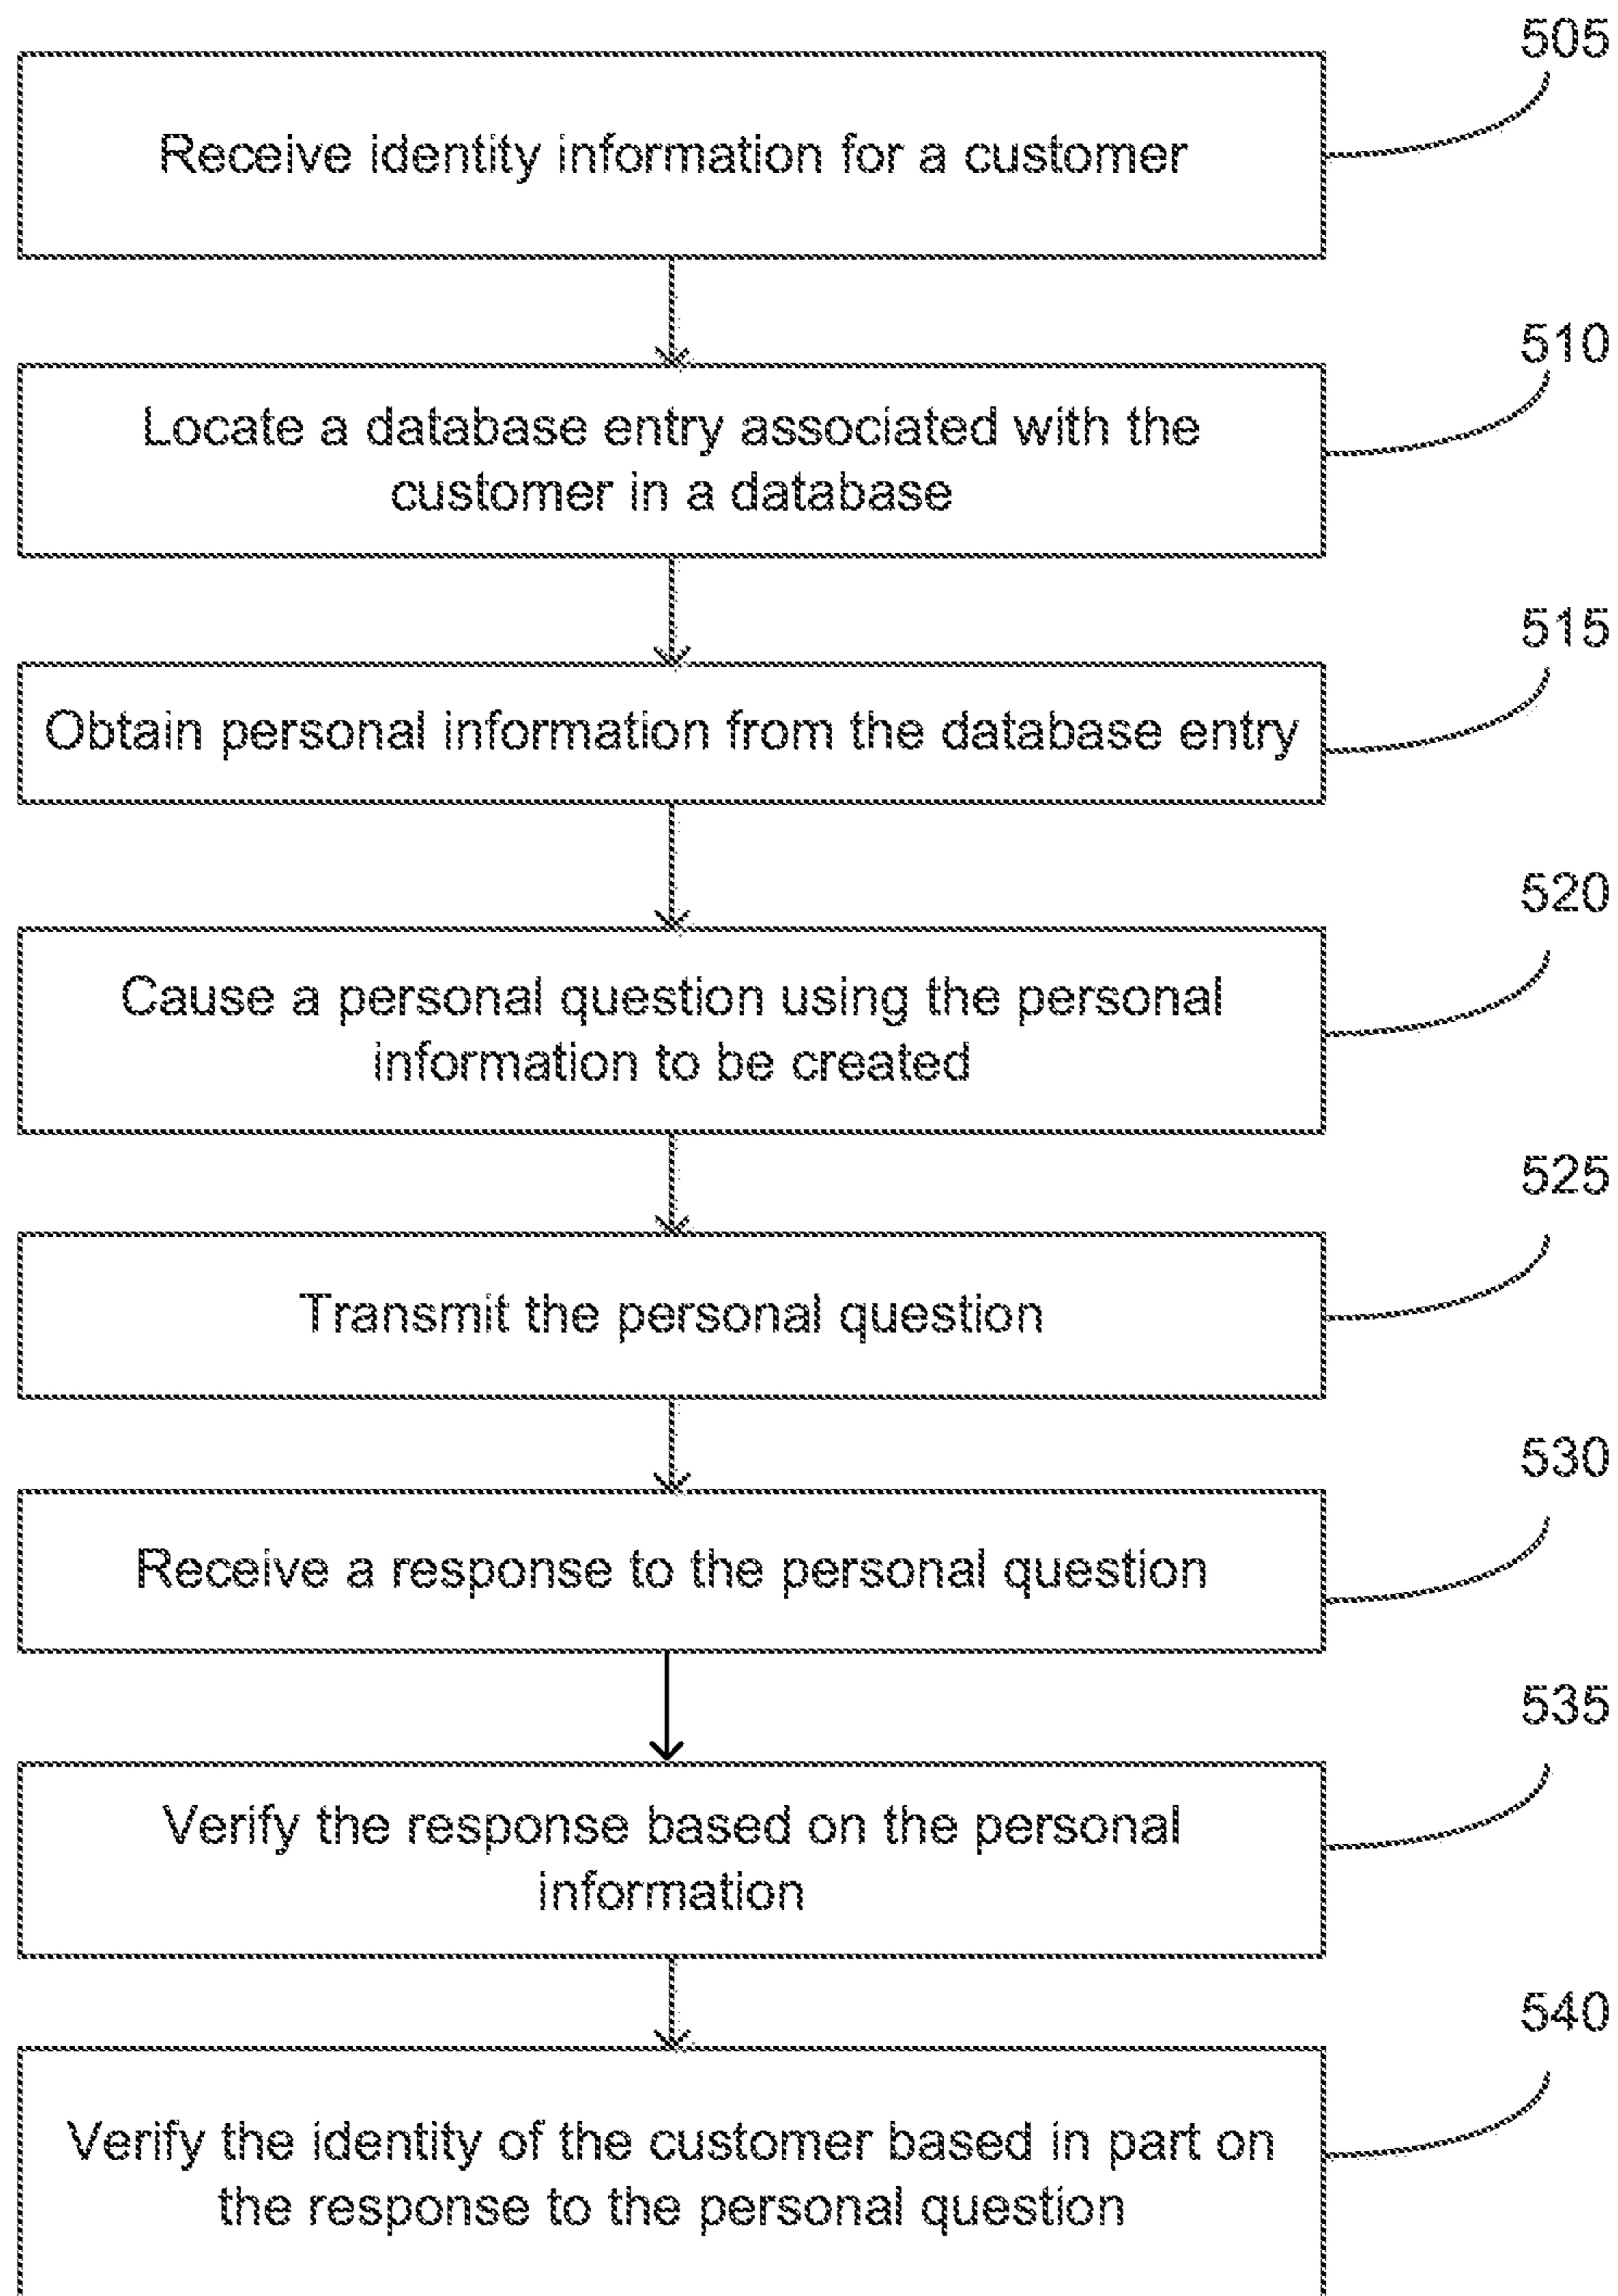 505
Receive identity information for a customer
510
Locate a database entry associated with the
customer in a database
515
Obtain personal information from the database entry
520
Cause a personal question using the personal
information to be created
525
Transmit the personal question
530
Receive a response to the personal question
535
Verify the response based on the personal
information
540
Verify the identity of the customer based in part on
the response to the personal question